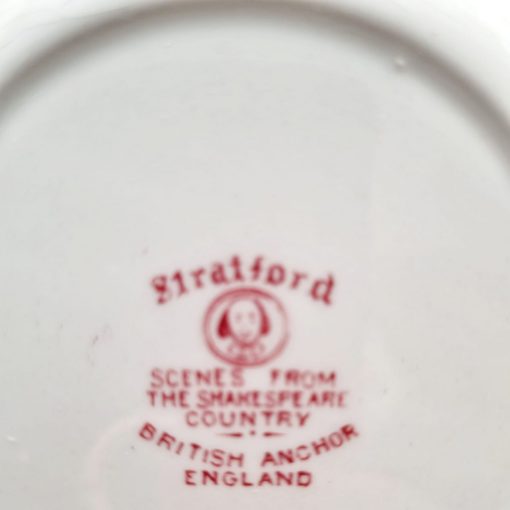 Stratford
SCENES FROM
THE SHAKESPEARE
COUNTRY
BRITISH ANCHOR
ENGLAND